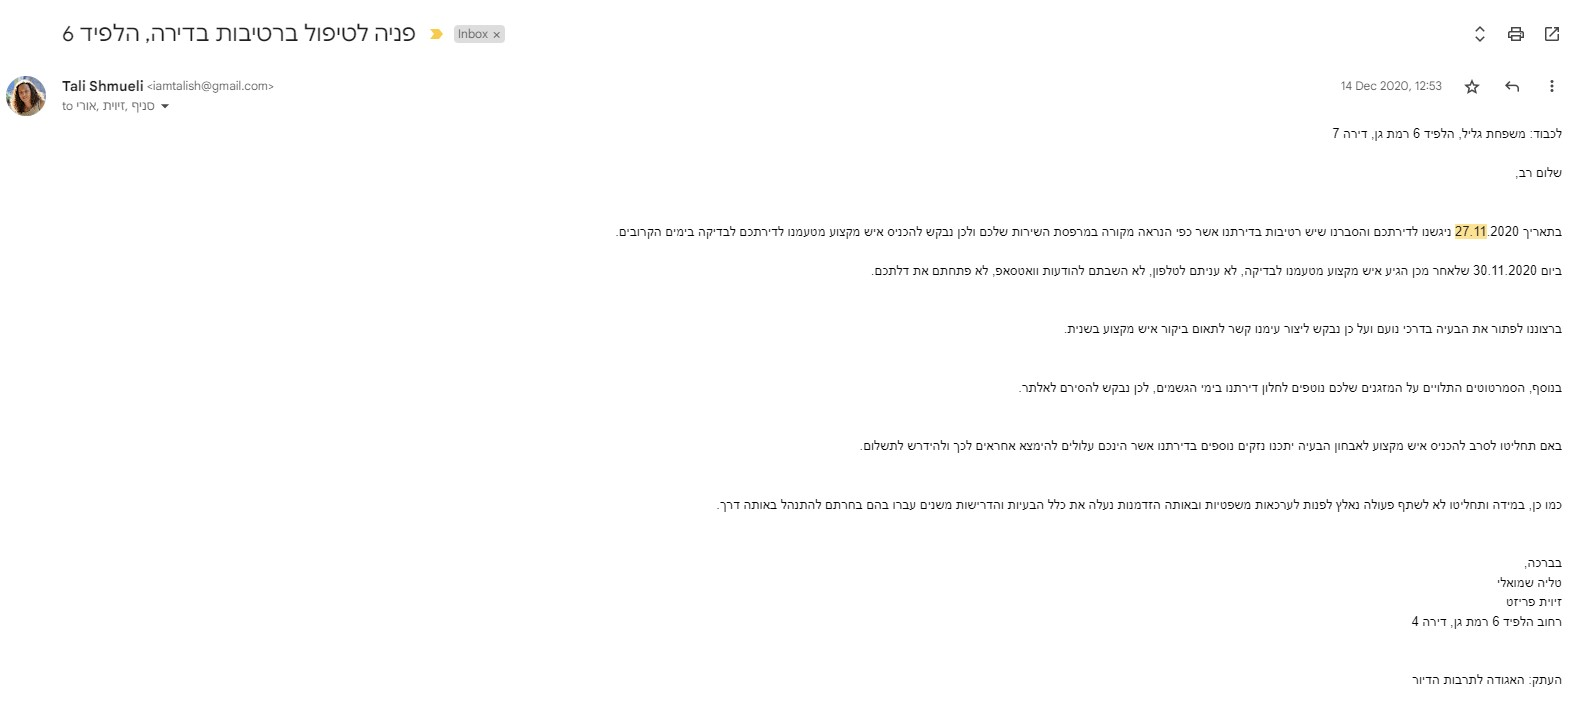 פניה לטיפול ברטיבות בדירה, הלפיד 6
Inbox ×
Tali Shmueli <iamtalish@gmail.com>
14 Dec 2020, 12:53
to סניף, זיוית, אורי
לכבוד: משפחת גליל, הלפיד 6 רמת גן, דירה 7
שלום רב,
בתאריך 27.11.2020 ניגשנו לדירתכם והסברנו שיש רטיבות בדירתנו אשר כפי הנראה מקורה במרפסת השירות שלכם ולכן נבקש להכניס איש מקצוע מטעמנו לדירתכם לבדיקה בימים הקרובים.
ביום 30.11.2020 שלאחר מכן הגיע איש מקצוע מטעמנו לבדיקה, לא עניתם לטלפון, לא השבתם להודעות וואטסאפ, לא פתחתם את דלתכם.
ברצוננו לפתור את הבעיה בדרכי נועם ועל כן נבקש ליצור עימנו קשר לתאום ביקור איש מקצוע בשנית.
בנוסף, הסמרטוטים התלויים על המזגנים שלכם נוטפים לחלון דירתנו בימי הגשמים, לכן נבקש להסירם לאלתר.
באם תחליטו לסרב להכניס איש מקצוע לאבחון הבעיה יתכנו נזקים נוספים בדירתנו אשר הינכם עלולים להימצא אחראים לכך ולהידרש לתשלום.
כמו כן, במידה ותחליטו לא לשתף פעולה נאלץ לפנות לערכאות משפטיות ובאותה הזדמנות נעלה את כלל הבעיות והדרישות משנים עברו בהם בחרתם להתנהל באותה דרך.
בברכה,
טליה שמואלי
זיוית פריזט
רחוב הלפיד 6 רמת גן, דירה 4
העתק: האגודה לתרבות הדיור